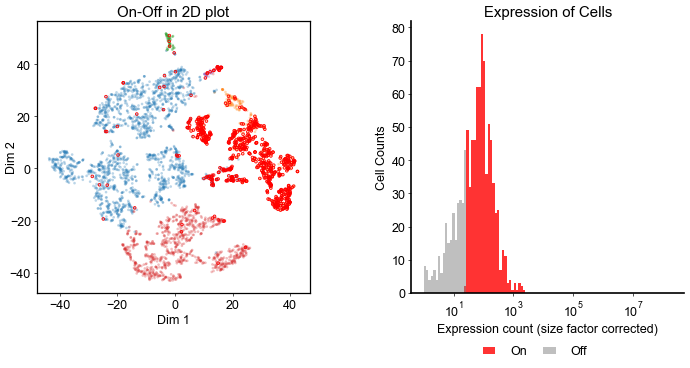 On-Off in 2D plot
Expression of Cells
Dim 2
40
20
0
−20
−40
−40 −20 0 20 40
Dim 1
Cell Counts
80
70
60
50
40
30
20
10
0
10^1 10^3 10^5 10^7
Expression count (size factor corrected)
On Off